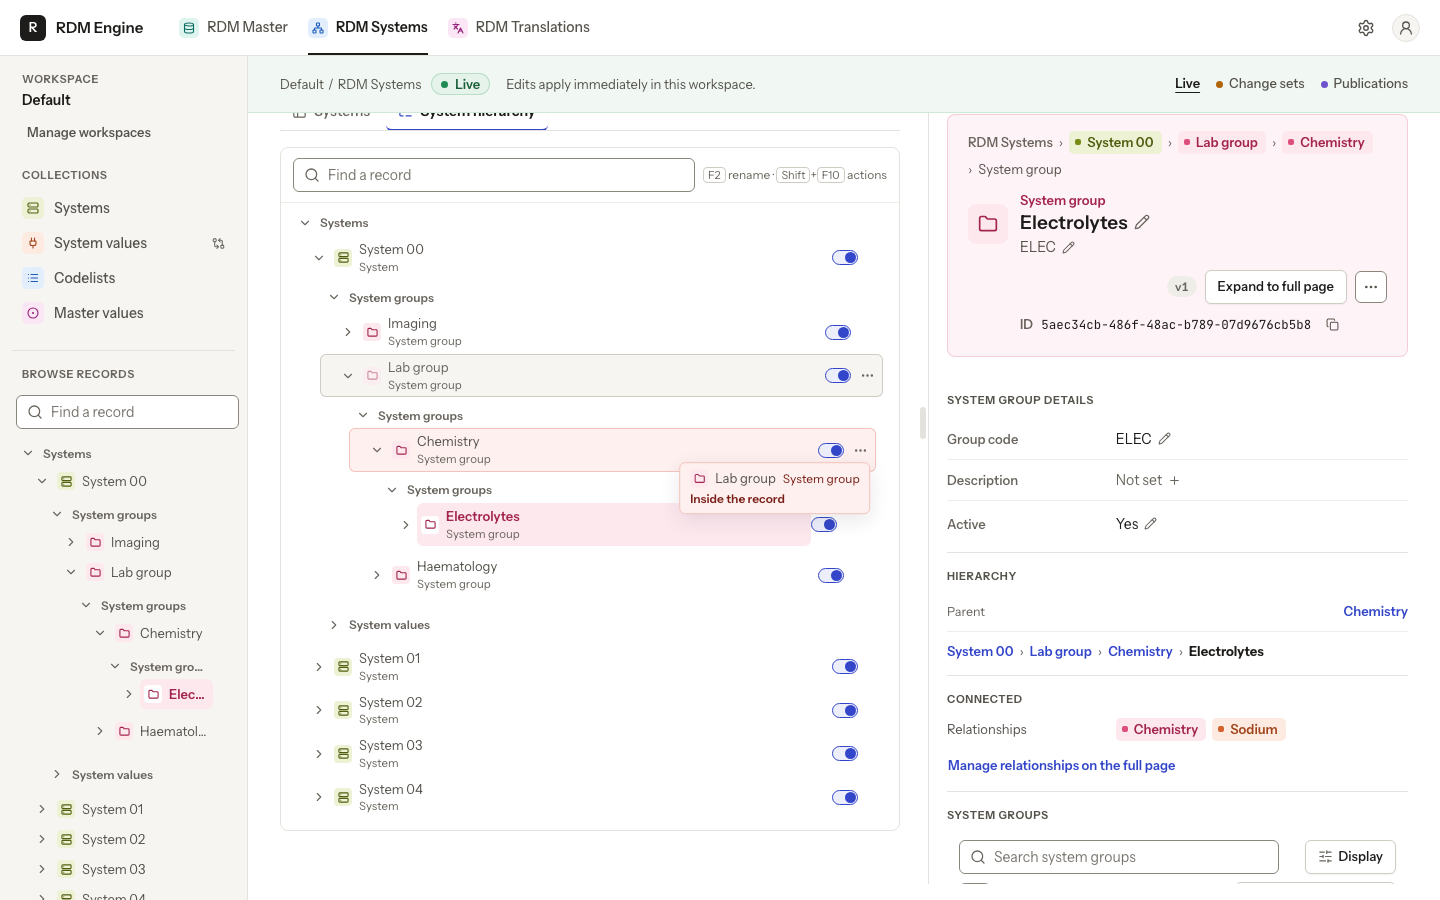 R RDM Engine RDM Master RDM Systems RDM Translations
WORKSPACE
Default
Manage workspaces
COLLECTIONS
Systems
System values
Codelists
Master values
BROWSE RECORDS
Find a record
Systems
System 00
System groups
Imaging
Lab group
System groups
Chemistry
System gro...
Elec...
Haematol...
System values
System 01
System 02
System 03
System 04
Default / RDM Systems Live Edits apply immediately in this workspace.
Live Change sets Publications
Systems System hierarchy
Find a record F2 rename · Shift + F10 actions
Systems
System 00
System
System groups
Imaging
System group
Lab group
System group
System groups
Chemistry
System group
Lab group System group
Inside the record
System groups
Electrolytes
System group
Haematology
System group
System values
System 01
System
System 02
System
System 03
System
System 04
System
RDM Systems › System 00 › Lab group › Chemistry
› System group
System group
Electrolytes
ELEC
v1 Expand to full page
ID 5aec34cb-486f-48ac-b789-07d9676cb5b8
SYSTEM GROUP DETAILS
Group code ELEC
Description Not set
Active Yes
HIERARCHY
Parent Chemistry
System 00 › Lab group › Chemistry › Electrolytes
CONNECTED
Relationships Chemistry Sodium
Manage relationships on the full page
SYSTEM GROUPS
Search system groups Display